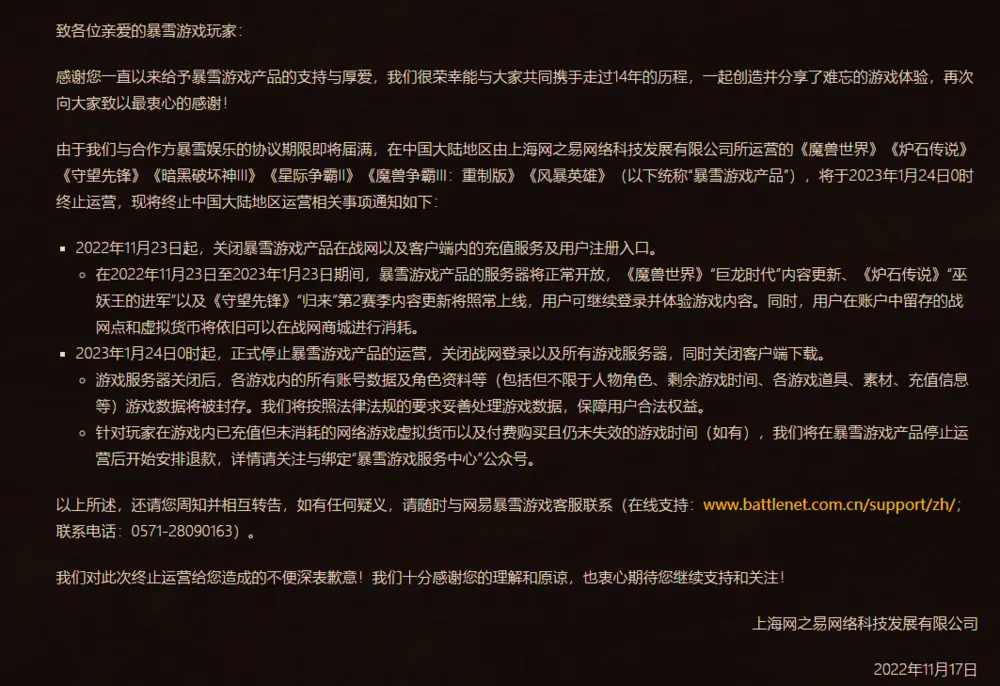 致各位亲爱的暴雪游戏玩家：
感谢您一直以来给予暴雪游戏产品的支持与厚爱，我们很荣幸能与大家共同携手走过14年的历程，一起创造并分享了难忘的游戏体验，再次
向大家致以最衷心的感谢！
由于我们与合作方暴雪娱乐的协议期限即将届满，在中国大陆地区由上海网之易网络科技发展有限公司所运营的《魔兽世界》《炉石传说》
《守望先锋》《暗黑破坏神III》《星际争霸II》《魔兽争霸III：重制版》《风暴英雄》（以下统称“暴雪游戏产品”），将于2023年1月24日0时
终止运营，现将终止中国大陆地区运营相关事项通知如下：
▪ 2022年11月23日起，关闭暴雪游戏产品在战网以及客户端内的充值服务及用户注册入口。
◦ 在2022年11月23日至2023年1月23日期间，暴雪游戏产品的服务器将正常开放，《魔兽世界》“巨龙时代”内容更新、《炉石传说》“巫
妖王的进军”以及《守望先锋》“归来”第2赛季内容更新将照常上线，用户可继续登录并体验游戏内容。同时，用户在账户中留存的战
网点和虚拟货币将依旧可以在战网商城进行消耗。
▪ 2023年1月24日0时起，正式停止暴雪游戏产品的运营，关闭战网登录以及所有游戏服务器，同时关闭客户端下载。
◦ 游戏服务器关闭后，各游戏内的所有账号数据及角色资料等（包括但不限于人物角色、剩余游戏时间、各游戏道具、素材、充值信息
等）游戏数据将被封存。我们将按照法律法规的要求妥善处理游戏数据，保障用户合法权益。
◦ 针对玩家在游戏内已充值但未消耗的网络游戏虚拟货币以及付费购买且仍未失效的游戏时间（如有），我们将在暴雪游戏产品停止运
营后开始安排退款，详情请关注与绑定“暴雪游戏服务中心”公众号。
以上所述，还请您周知并相互转告，如有任何疑义，请随时与网易暴雪游戏客服联系（在线支持：www.battlenet.com.cn/support/zh/；
联系电话：0571-28090163）。
我们对此次终止运营给您造成的不便深表歉意！我们十分感谢您的理解和原谅，也衷心期待您继续支持和关注！
上海网之易网络科技发展有限公司
2022年11月17日